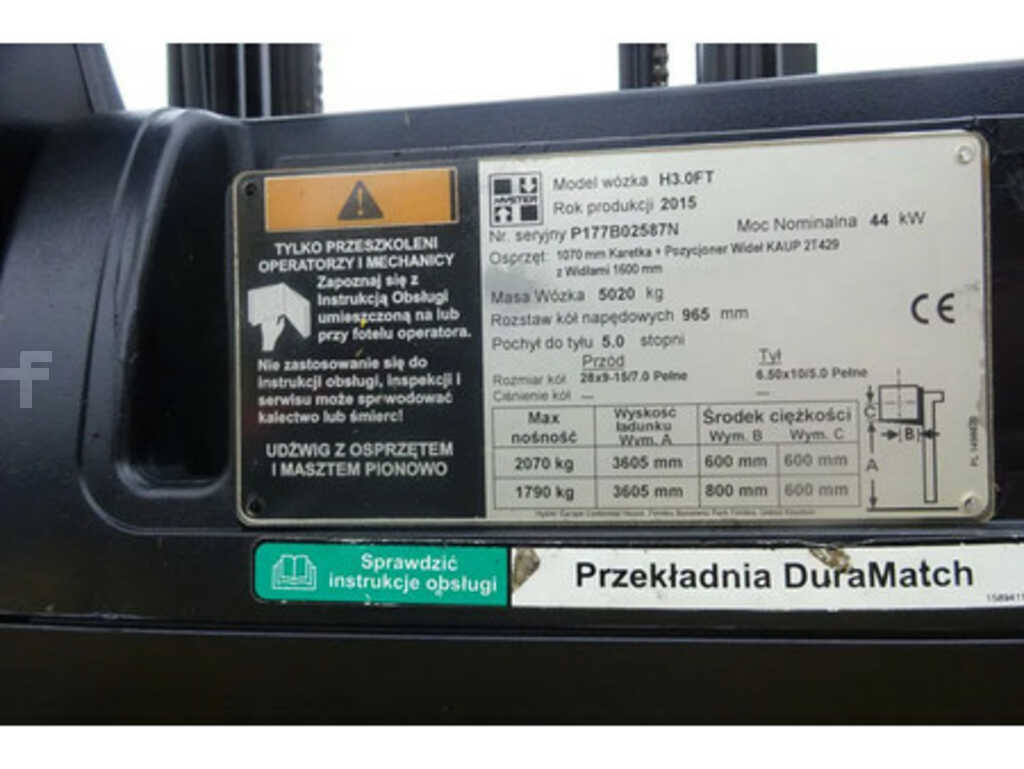 TYLKO PRZESZKOLENI
OPERATORZY I MECHANICY
Zapoznaj się z
Instrukcją Obsługi
umieszczoną na lub
przy fotelu operatora.
Nie zastosowanie się do
instrukcji obsługi, inspekcji i
serwisu może sprwodować
kalectwo lub śmierć!
UDŹWIG Z OSPRZĘTEM
I MASZTEM PIONOWO
HYSTER
Model wózka H3.0FT
Rok produkcji 2015
Nr. seryjny P177B02587N Moc Nominalna 44 kW
Osprzęt: 1070 mm Karetka + Pozycjoner Wideł KAUP 2T429
z Widłami 1600 mm
Masa Wózka 5020 kg
Rozstaw kół napędowych 965 mm
CE
Pochył do tyłu 5.0 stopni
Przód Tył
Rozmiar kół 28x9-15/7.0 Pełne 6.50x10/5.0 Pełne
Ciśnienie kół --- ---
Max nośność Wyskość ładunku Wym. A Środek ciężkości Wym. B Wym. C
2070 kg 3605 mm 600 mm 600 mm
1790 kg 3605 mm 800 mm 600 mm
C
B
A
Sprawdzić
instrukcje obsługi
Przekładnia DuraMatch
f